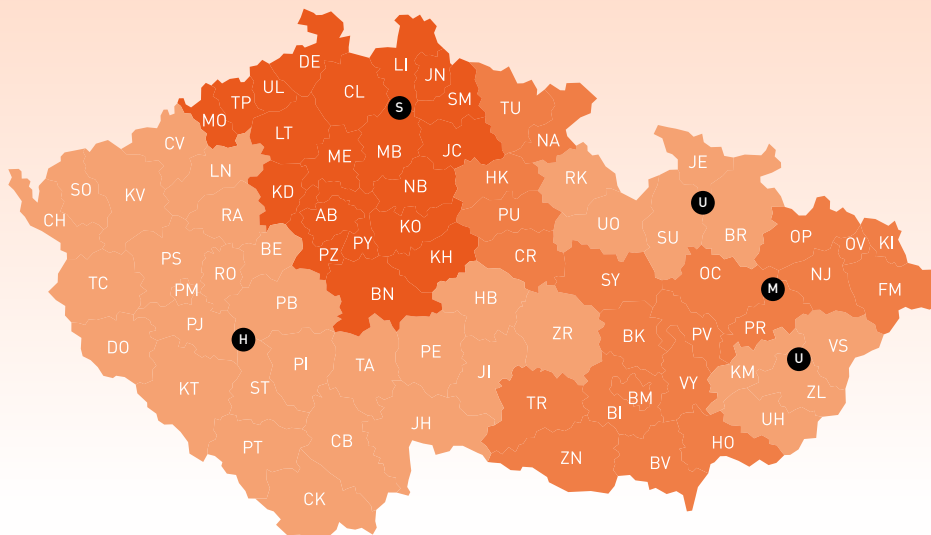 DE
LI
JN
UL
TP
CL
SM
MO
S
TU
LT
CV
NA
ME
MB
JC
JE
LN
SO
KV
KD
NB
HK
RK
CH
RA
AB
KO
PU
UO
U
SU
BR
BE
PY
PZ
KH
CR
OP
OV
KI
PS
RO
TC
PM
BN
SY
OC
NJ
FM
PB
HB
M
PJ
H
DO
ZR
BK
PV
PR
VS
PI
TA
PE
JI
U
KM
KT
ST
VY
ZL
TR
BM
BI
JH
UH
PT
CB
HO
ZN
BV
CK